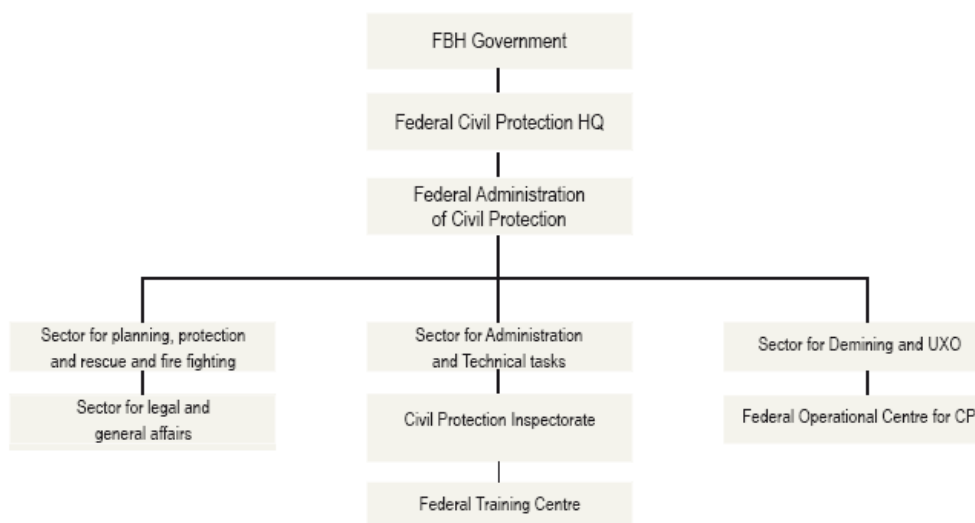 FBH Government
Federal Civil Protection HQ
Federal Administration
of Civil Protection
Sector for planning, protection
and rescue and fire fighting
Sector for Administration
and Technical tasks
Sector for Demining and UXO
Sector for legal and
general affairs
Civil Protection Inspectorate
Federal Operational Centre for CP
Federal Training Centre